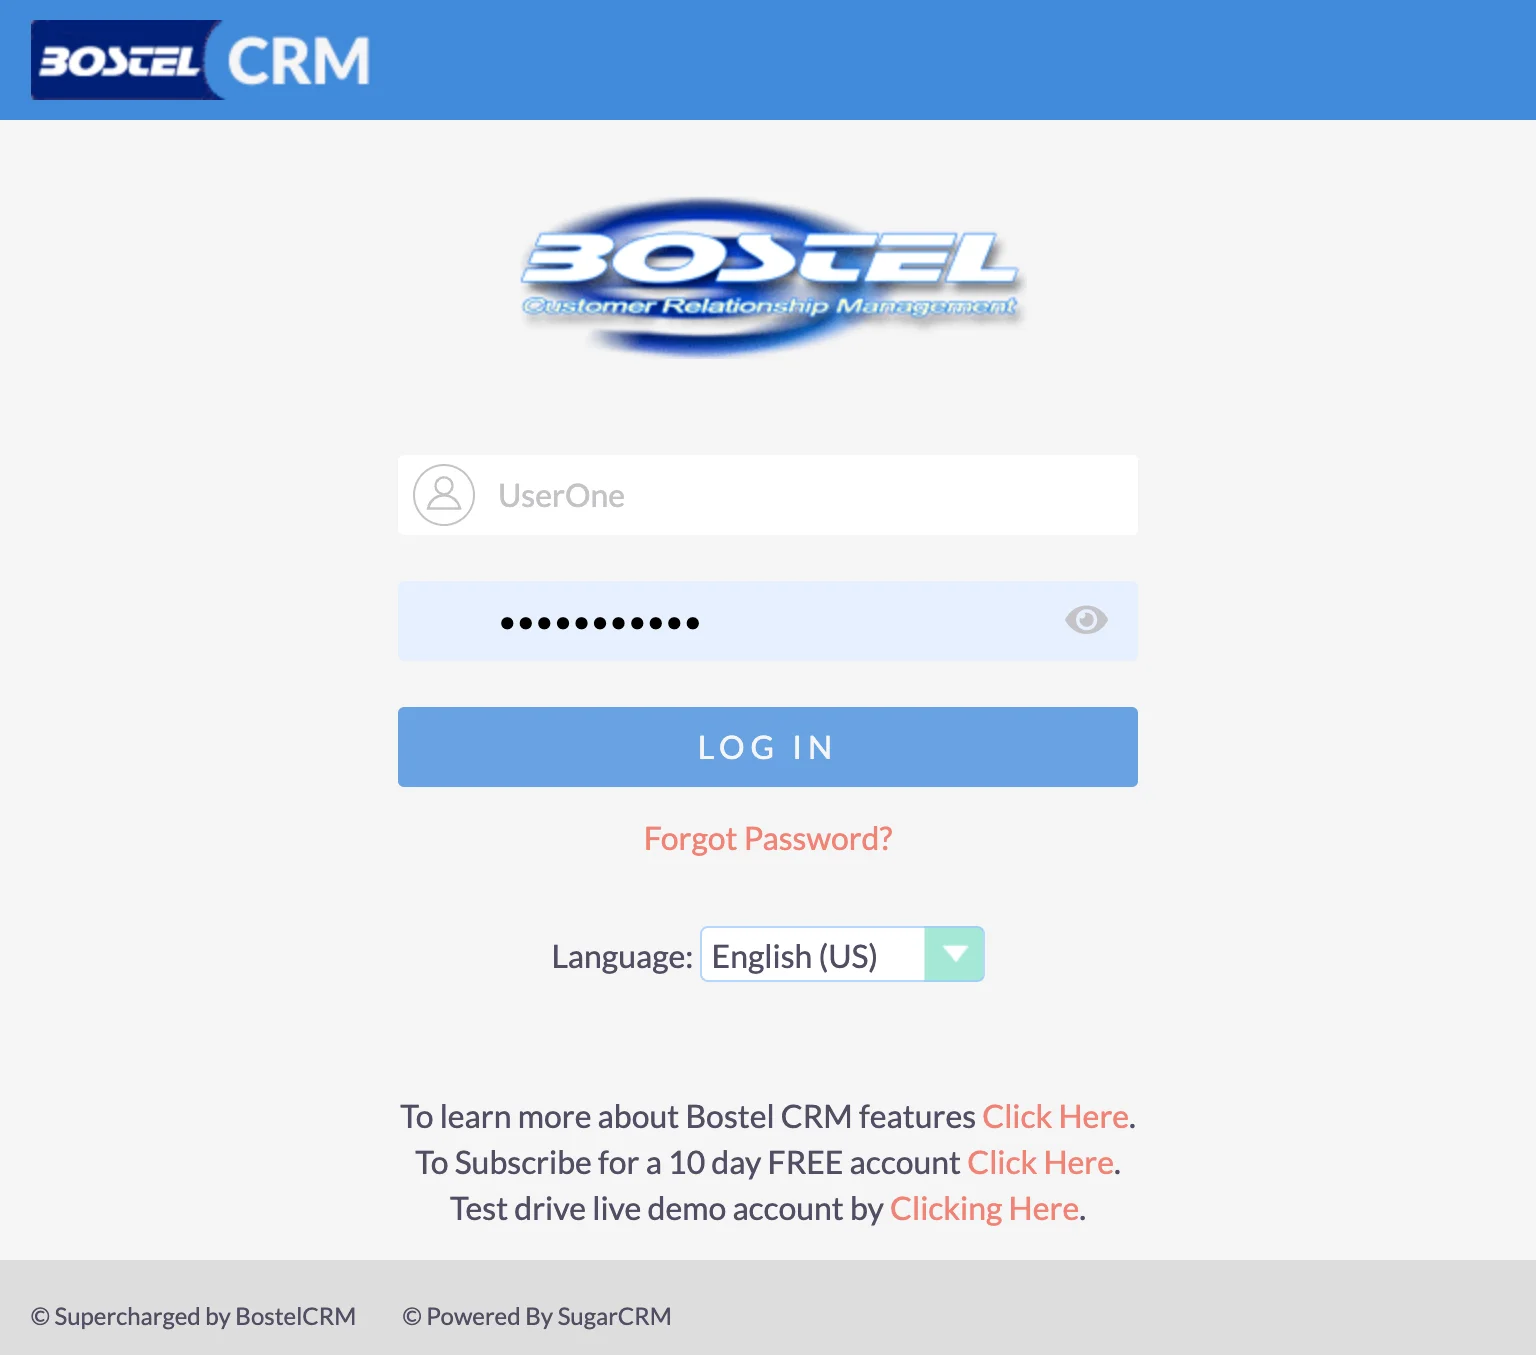 BOSTEL CRM
BOSTEL
Customer Relationship Management
UserOne
•••••••••••
LOG IN
Forgot Password?
Language: English (US)
To learn more about Bostel CRM features Click Here.
To Subscribe for a 10 day FREE account Click Here.
Test drive live demo account by Clicking Here.
© Supercharged by BostelCRM © Powered By SugarCRM